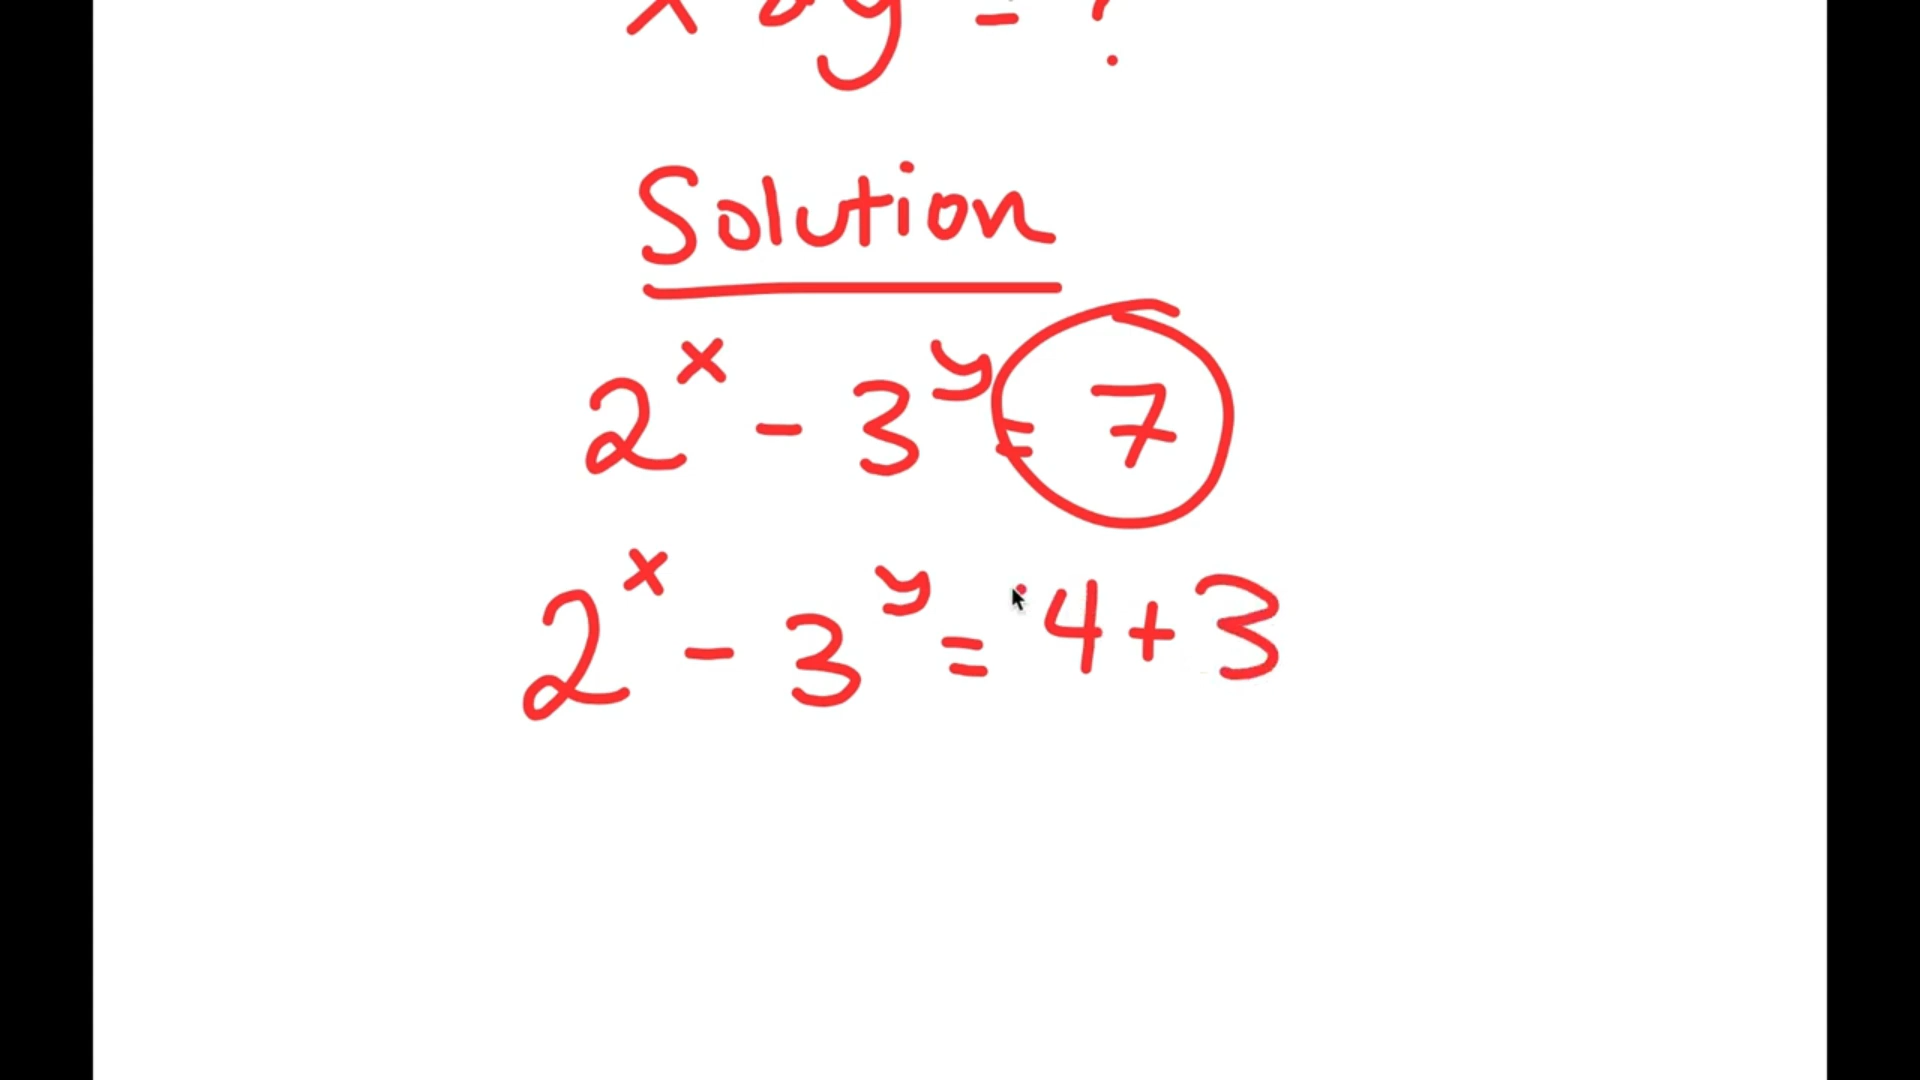 x & y = ?
Solution
2^x - 3^y = 7
2^x - 3^y = 4 + 3